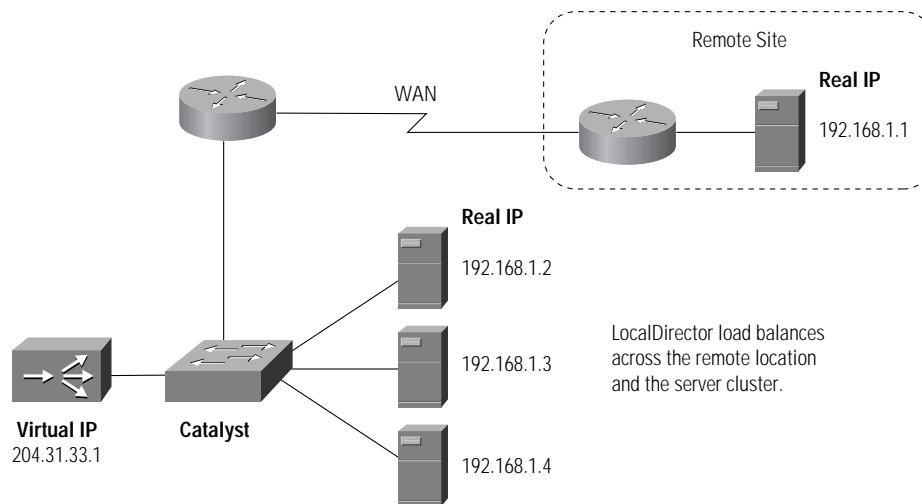 Remote Site
Real IP
192.168.1.1
WAN
Real IP
192.168.1.2
192.168.1.3
192.168.1.4
LocalDirector load balances
across the remote location
and the server cluster.
Virtual IP
204.31.33.1
Catalyst